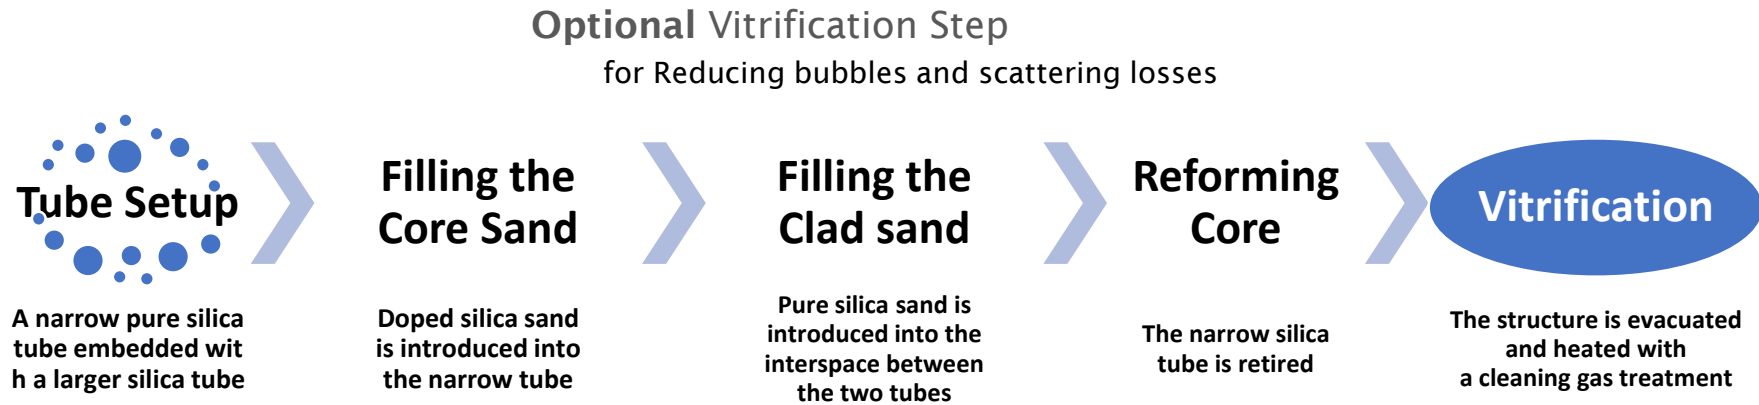 Optional Vitrification Step
for Reducing bubbles and scattering losses
Tube Setup
A narrow pure silica
tube embedded wit
h a larger silica tube
Filling the
Core Sand
Doped silica sand
is introduced into
the narrow tube
Filling the
Clad sand
Pure silica sand is
introduced into the
interspace between
the two tubes
Reforming
Core
The narrow silica
tube is retired
Vitrification
The structure is evacuated
and heated with
a cleaning gas treatment